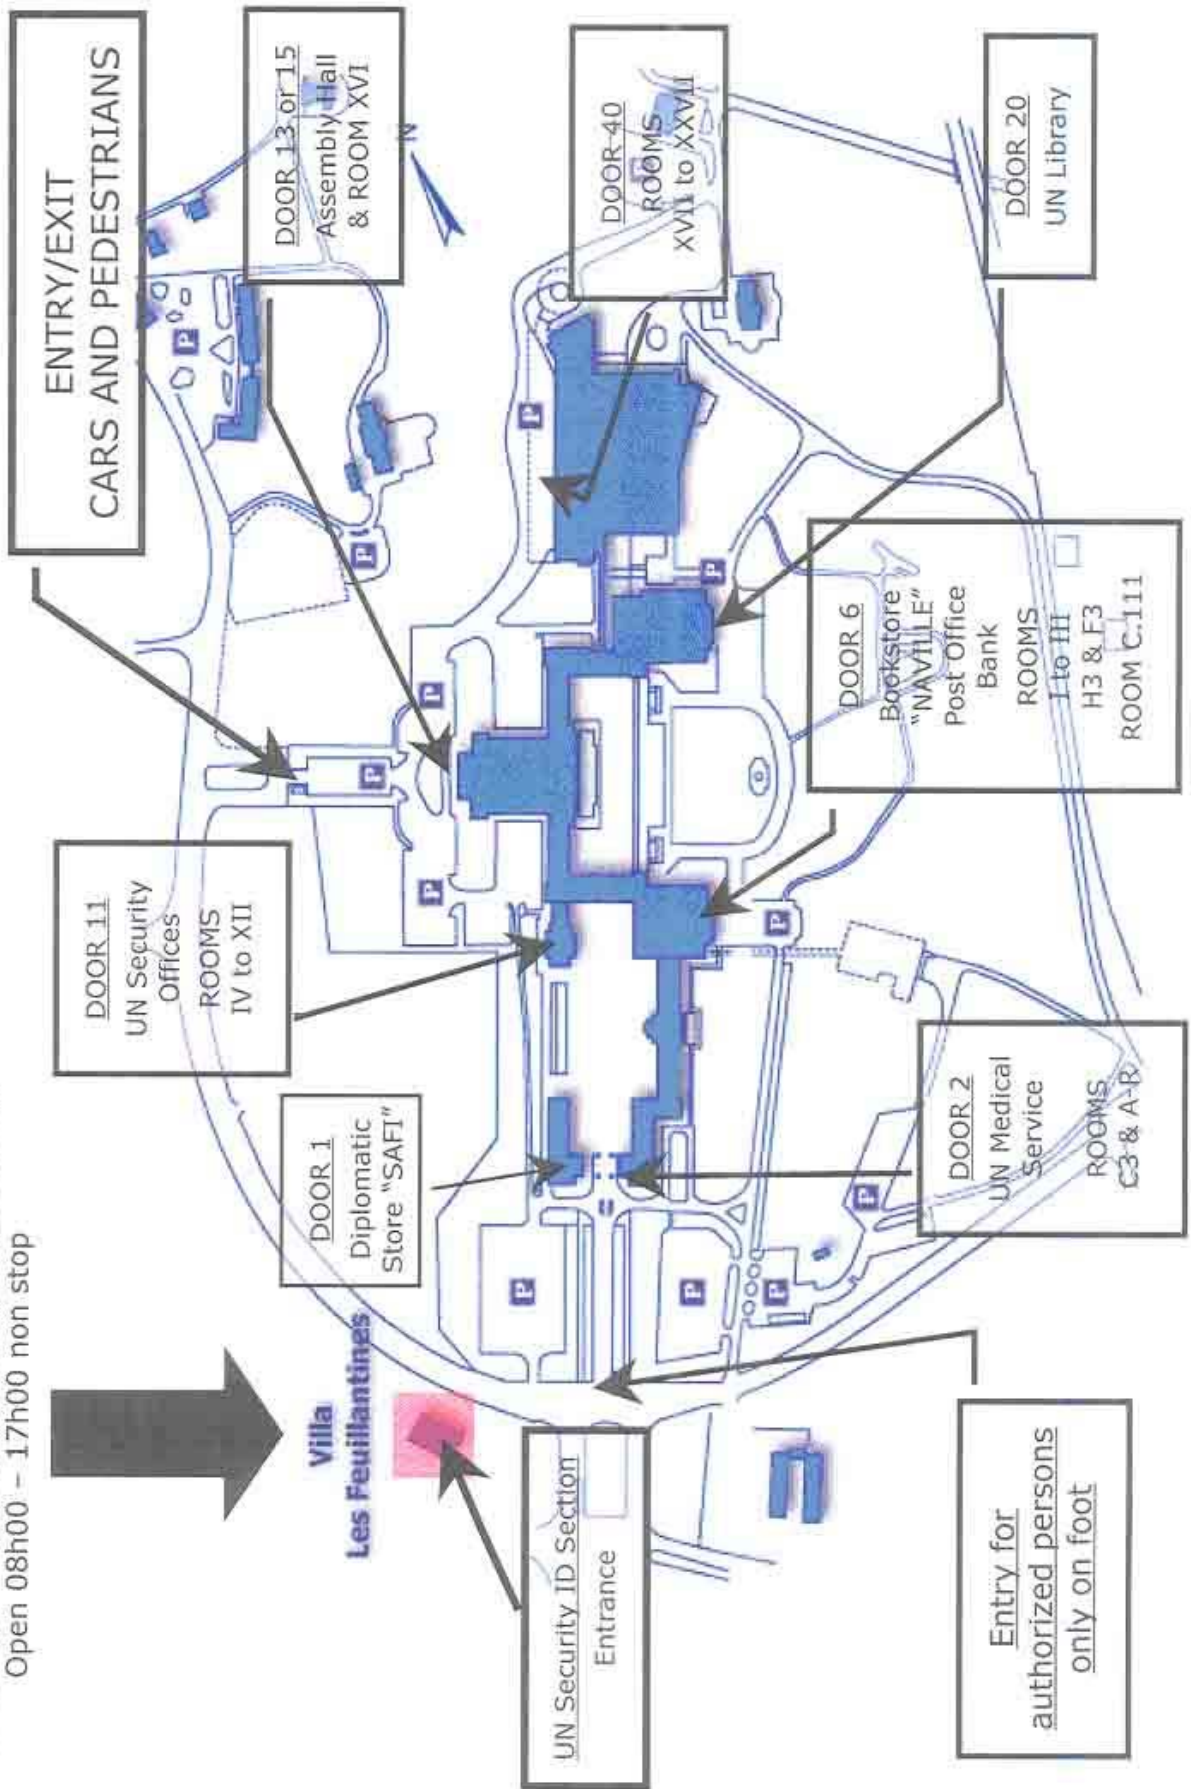 Open 08h00 – 17h00 non stop
ENTRY/EXIT
CARS AND PEDESTRIANS
DOOR 11
UN Security
Offices
ROOMS
IV to XII
DOOR 13 or 15
Assembly Hall
& ROOM XVI
N
DOOR 1
Diplomatic
Store "SAFI"
Villa
Les Feuillantines
UN Security ID Section
Entrance
DOOR 40
ROOMS
XVII to XXVII
DOOR 6
Bookstore
"NAVILLE"
Post Office
Bank
ROOMS
I to III
H3 & F3
ROOM C.111
DOOR 20
UN Library
DOOR 2
UN Medical
Service
ROOMS
C3 & A-R
Entry for
authorized persons
only on foot
P
P
P
P
P
P
P
P
P
P
P
P